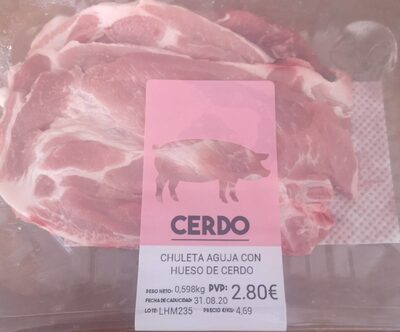 CERDO
CHULETA AGUJA CON
HUESO DE CERDO
PESO NETO: 0,598kg PVP: 2.80€
FECHA DE CADUCIDAD: 31.08.20
LOTE: LHM235 PRECIO €/KG: 4,69